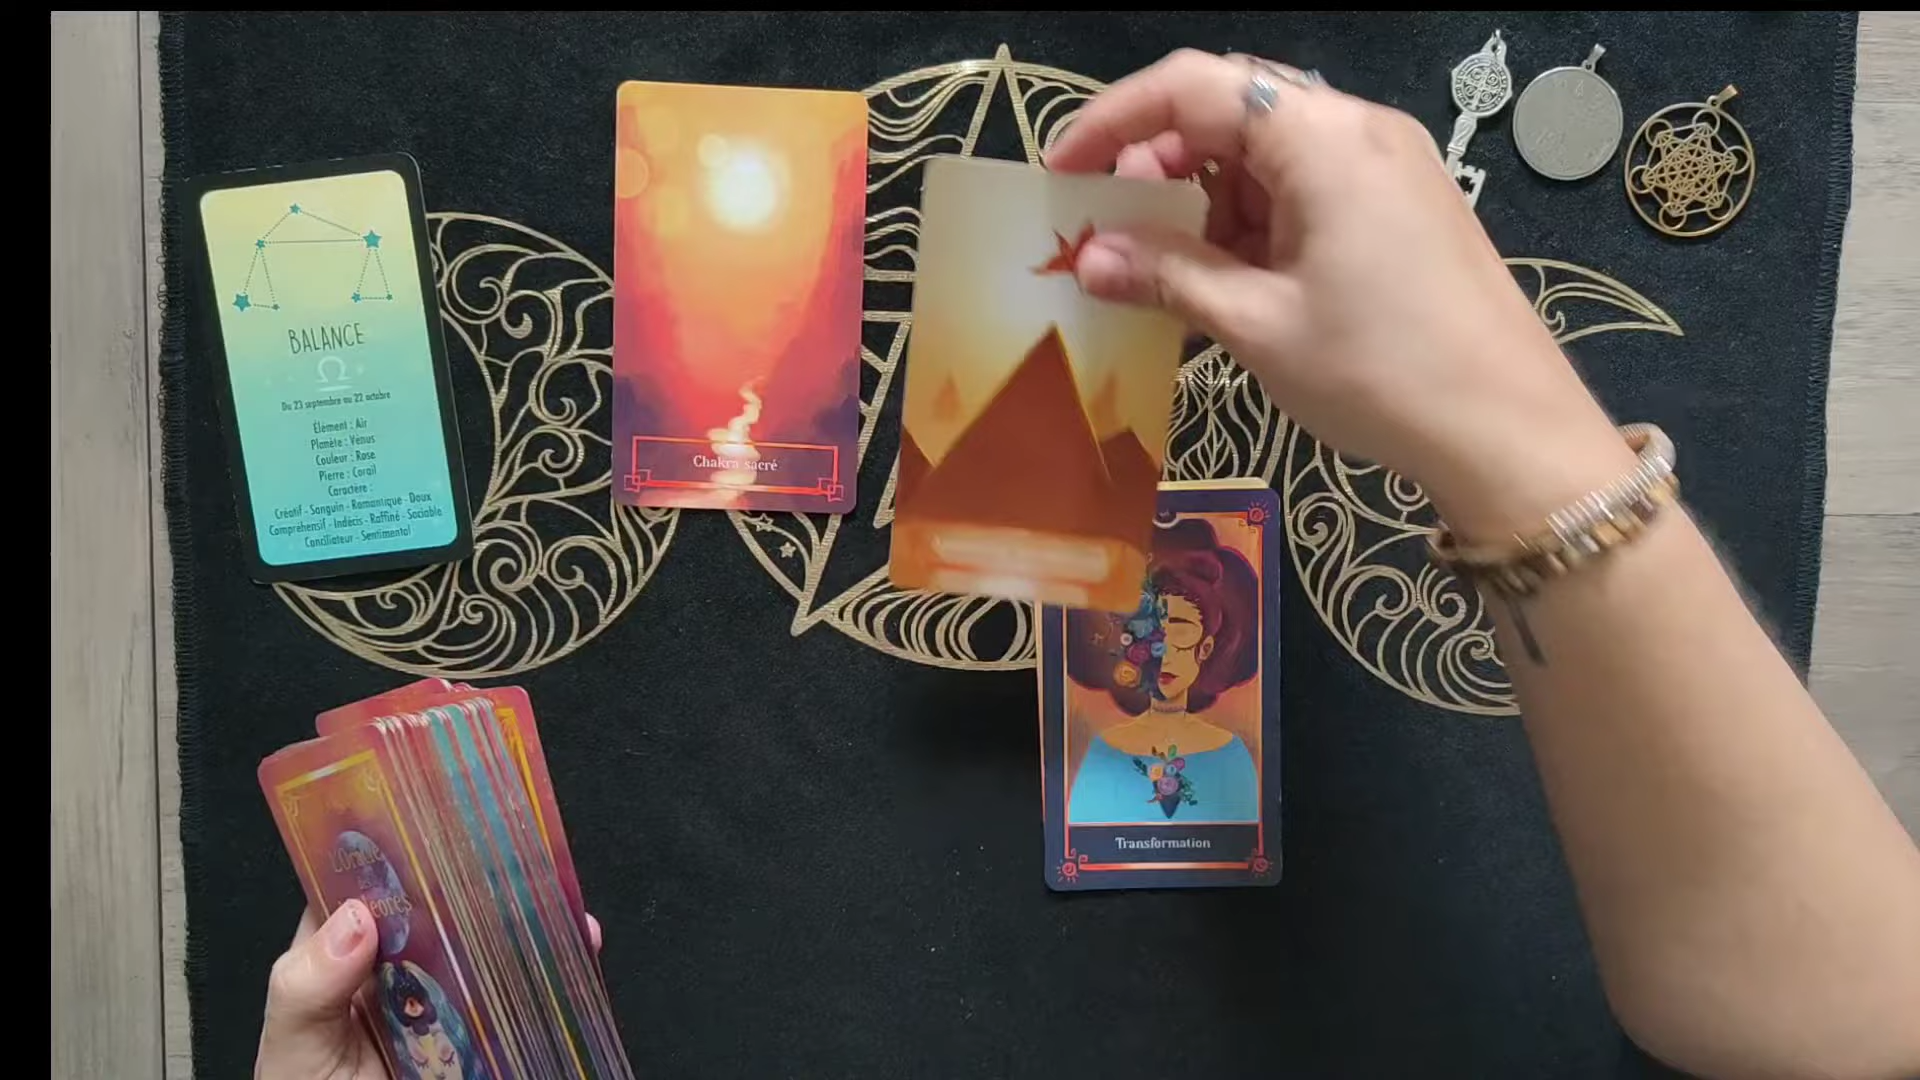 BALANCE
Du 23 septembre au 22 octobre
Élément : Air
Planète : Vénus
Couleur : Rose
Pierre : Corail
Caractère :
Créatif - Sanguin - Romantique - Doux
Comprehensif - Indécis - Raffiné - Sociable
Conciliateur - Sentimental
Chakra sacré
Transformation
L'Oracle